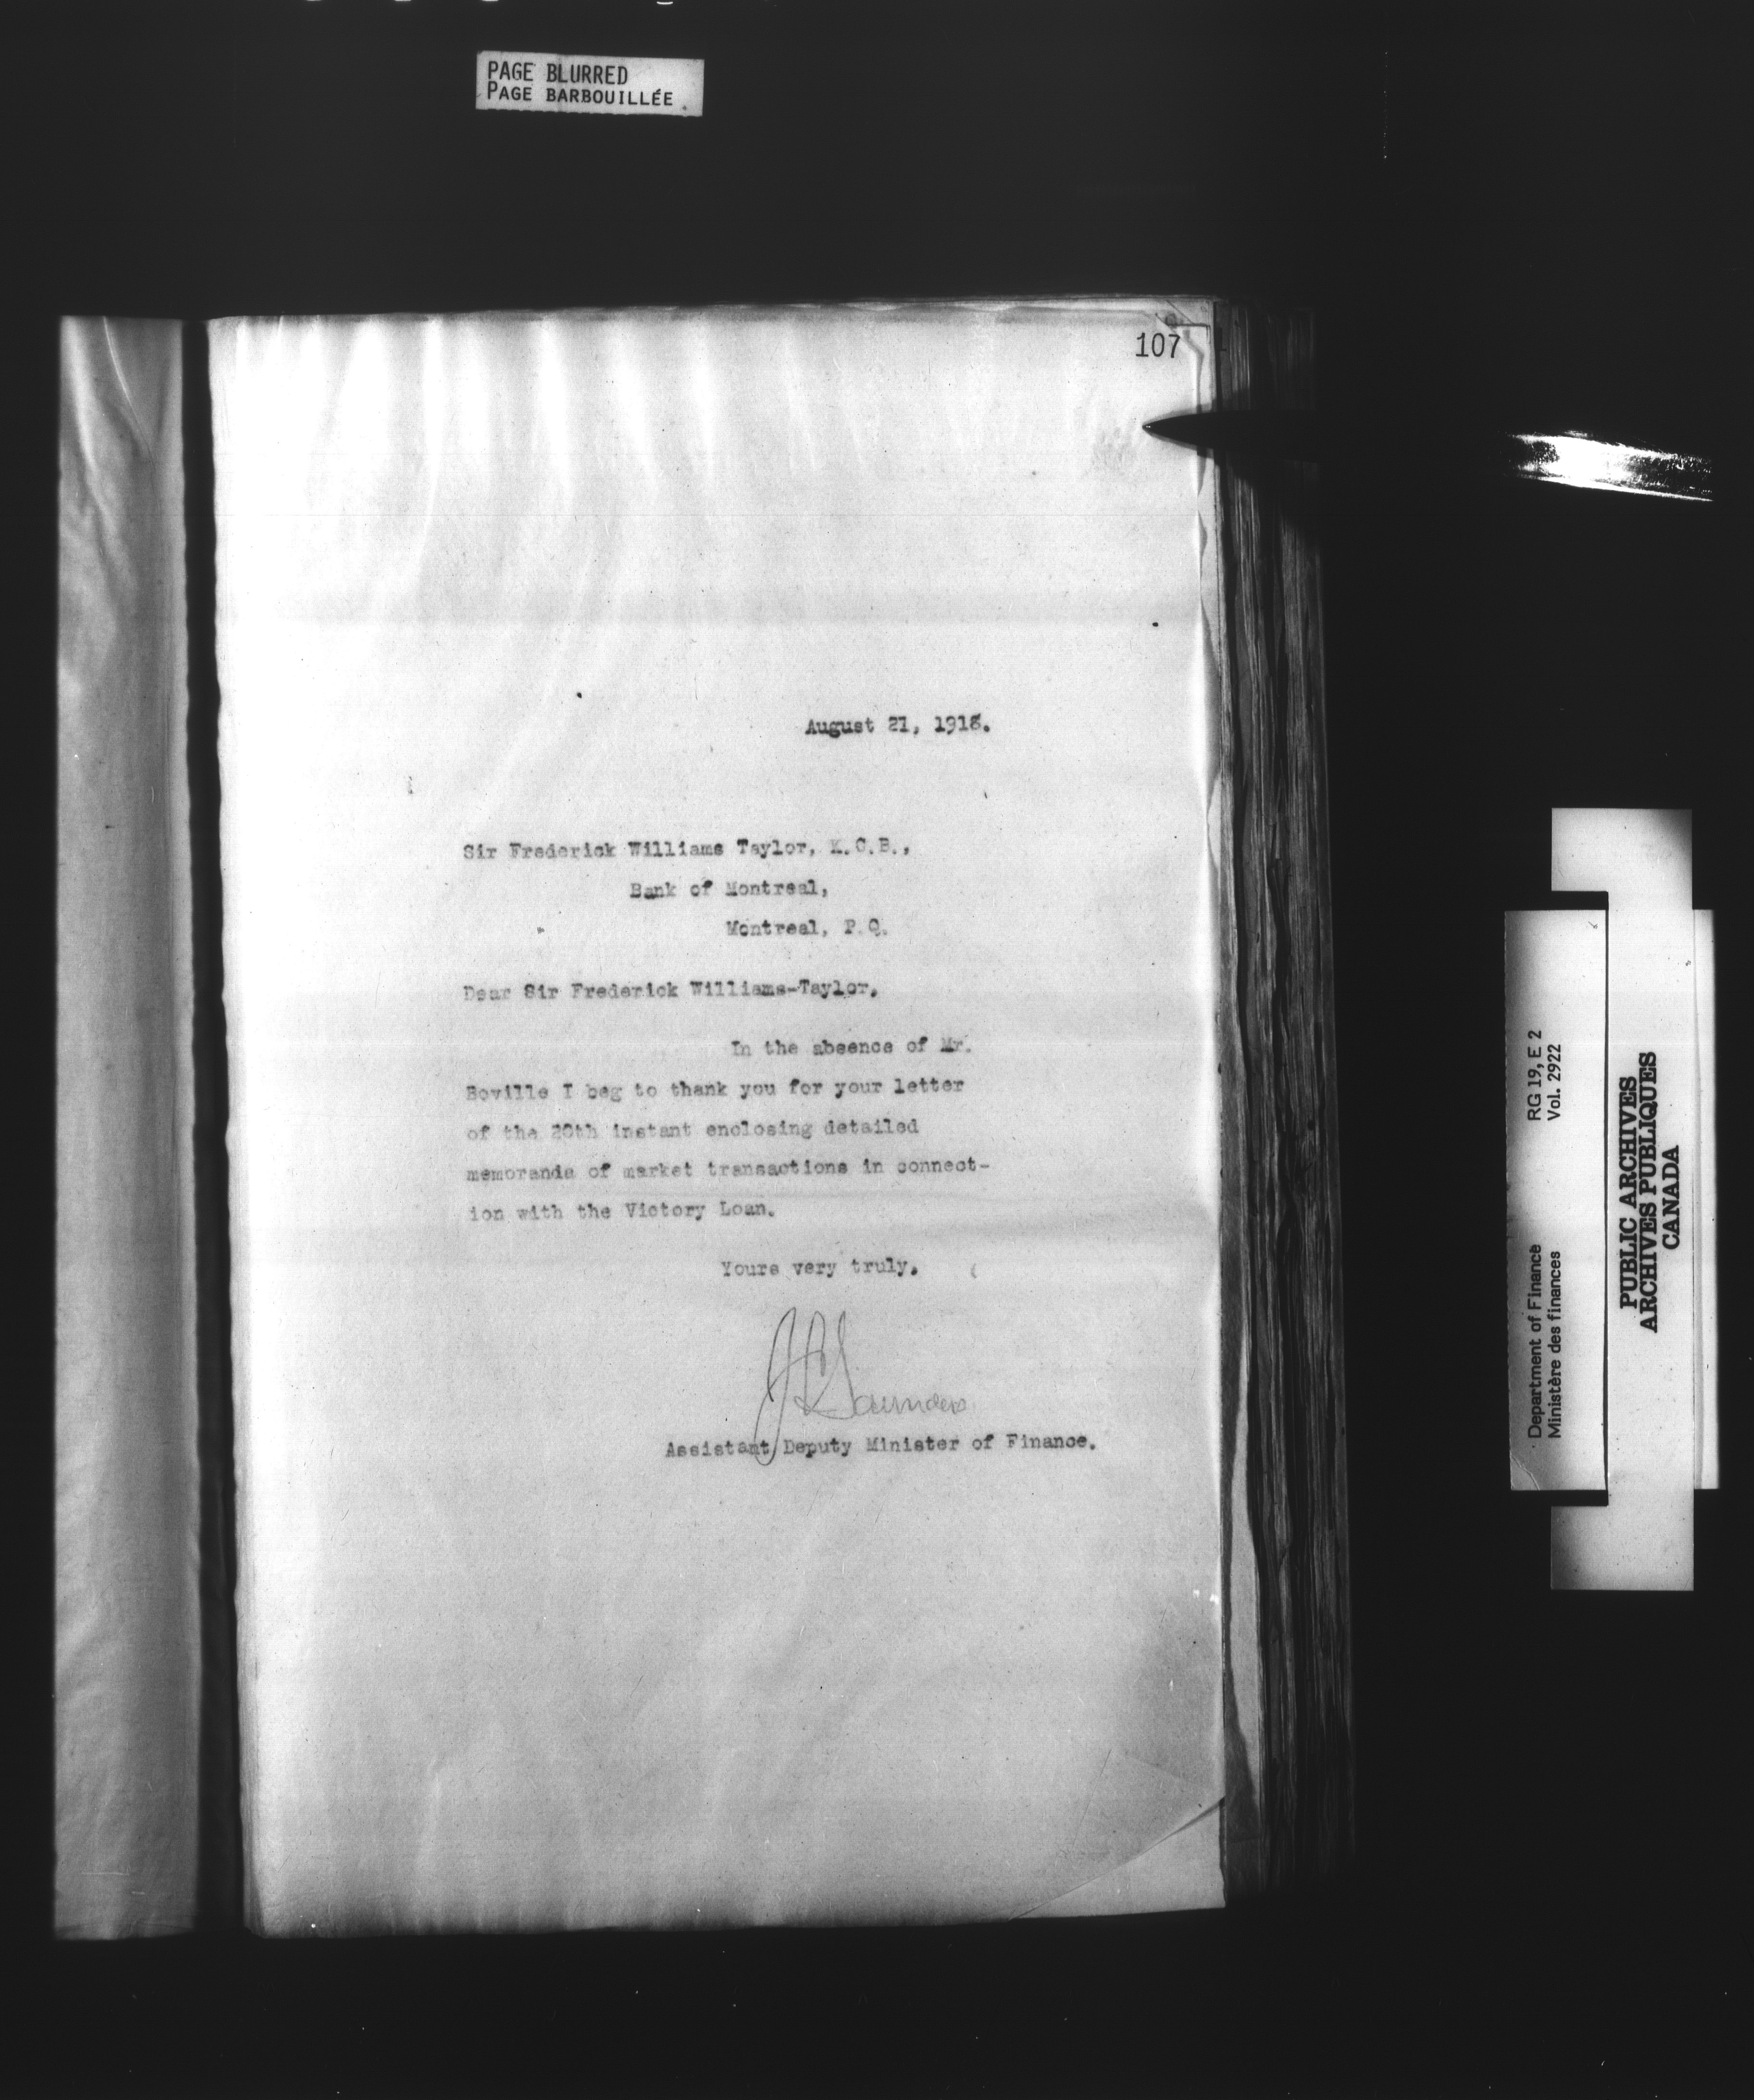 PAGE BLURRED
PAGE BARBOUILLÉE
107
August 21, 1918.
Sir Frederick Williams Taylor, K.C.B.,
Bank of Montreal,
Montreal, P.Q.
Dear Sir Frederick Williams-Taylor.
In the absence of Mr.
Boville I beg to thank you for your letter
of the 20th instant enclosing detailed
memoranda of market transactions in connect-
ion with the Victory Loan.
Yours very truly.
Saunders
Assistant Deputy Minister of Finance.
Department of Finance RG 19, E 2
Ministère des finances Vol. 2922
PUBLIC ARCHIVES
ARCHIVES PUBLIQUES
CANADA